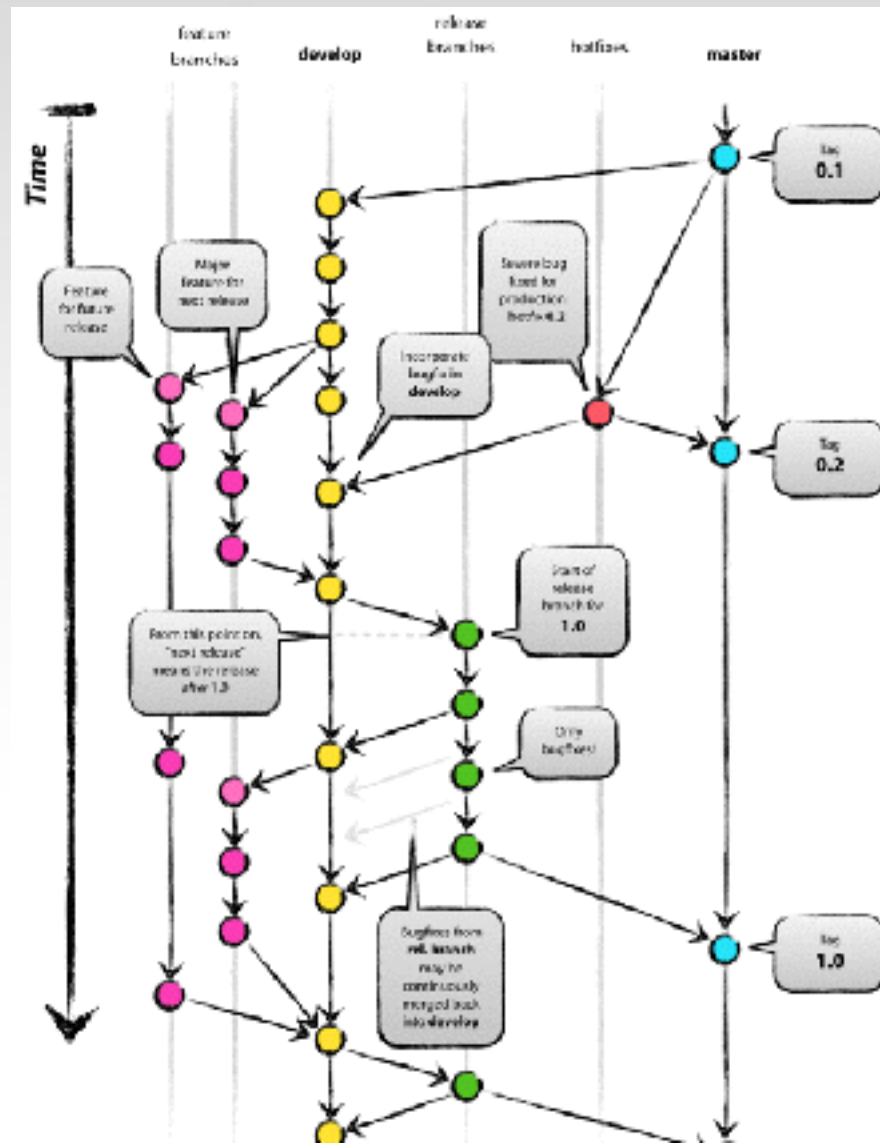 feature
branches
develop
release
branches
hotfixes
master
Time
Tag
0.1
Feature
for future
release
Major
feature for
next release
Severe bug
fixed for
production:
hotfix 0.2
Incorporate
bugfix in
develop
Tag
0.2
Start of
release
branch for
1.0
From this point on,
"next release"
means the release
after 1.0
Only
bugfixes!
Bugfixes from
rel. branch
may be
continuously
merged back
into develop
Tag
1.0